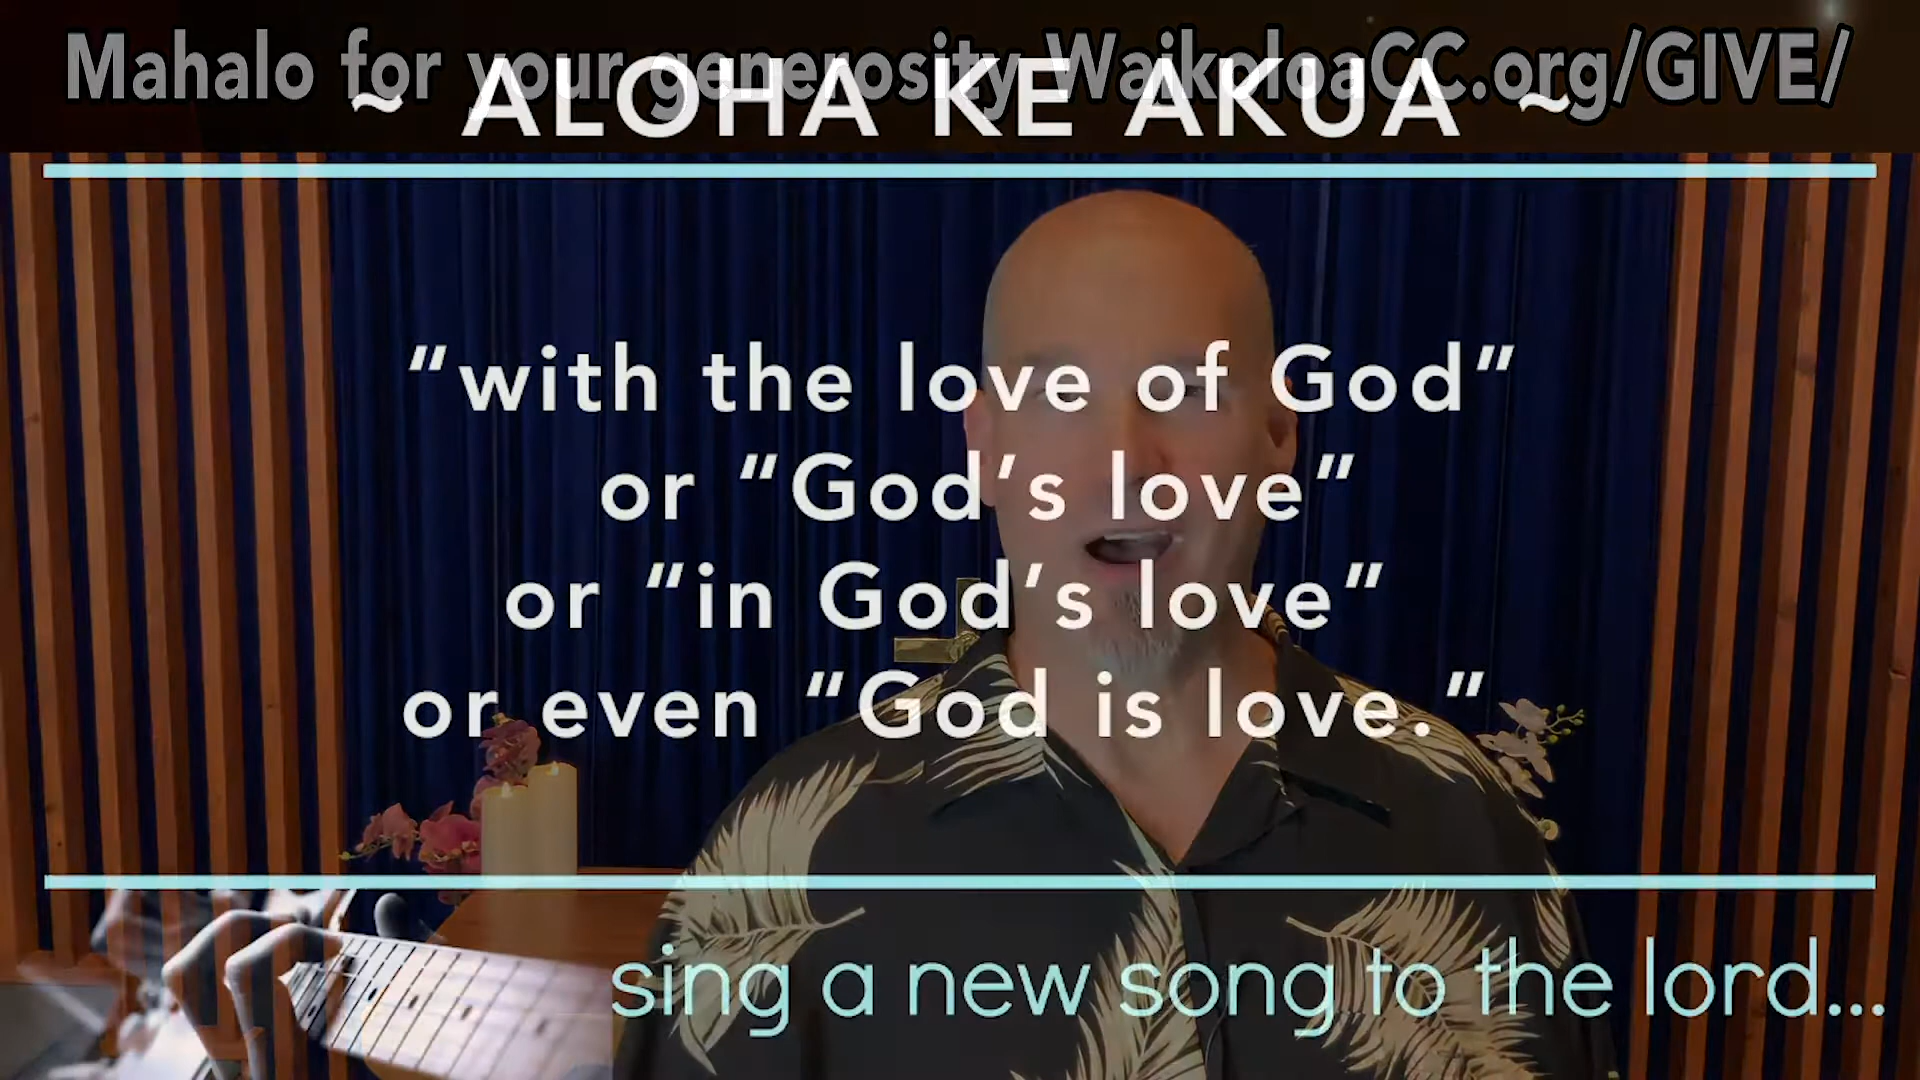 Mahalo for your generosity WaikoloaCC.org/GIVE/
~ ALOHA KE AKUA ~
“with the love of God”
or “God’s love”
or “in God’s love”
or even “God is love.”
sing a new song to the lord...